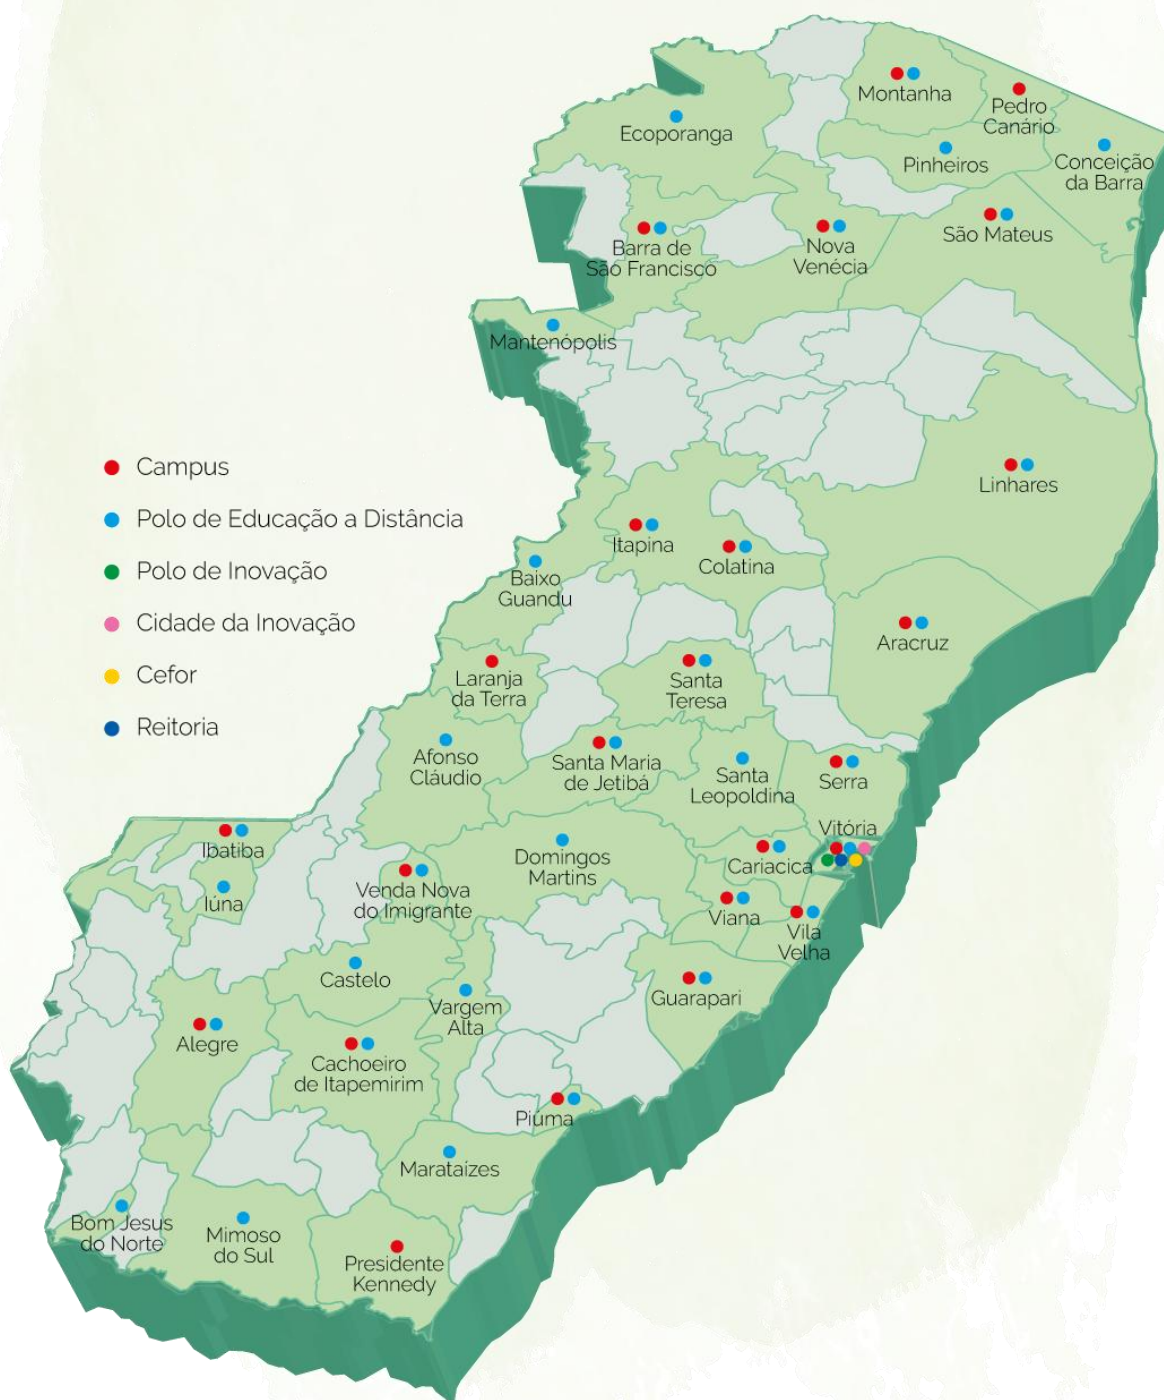 Montanha
Pedro
Canário
Ecoporanga
Pinheiros
Conceição
da Barra
São Mateus
Barra de
São Francisco
Nova
Venécia
Mantenópolis
Campus
Polo de Educação a Distância
Polo de Inovação
Cidade da Inovação
Cefor
Reitoria
Linhares
Itapina
Colatina
Baixo
Guandu
Aracruz
Laranja
da Terra
Santa
Teresa
Afonso
Cláudio
Santa Maria
de Jetibá
Santa
Leopoldina
Serra
Vitória
Ibatiba
Domingos
Martins
Cariacica
Iúna
Venda Nova
do Imigrante
Viana
Vila
Velha
Castelo
Vargem
Alta
Guarapari
Alegre
Cachoeiro
de Itapemirim
Piúma
Marataízes
Bom Jesus
do Norte
Mimoso
do Sul
Presidente
Kennedy